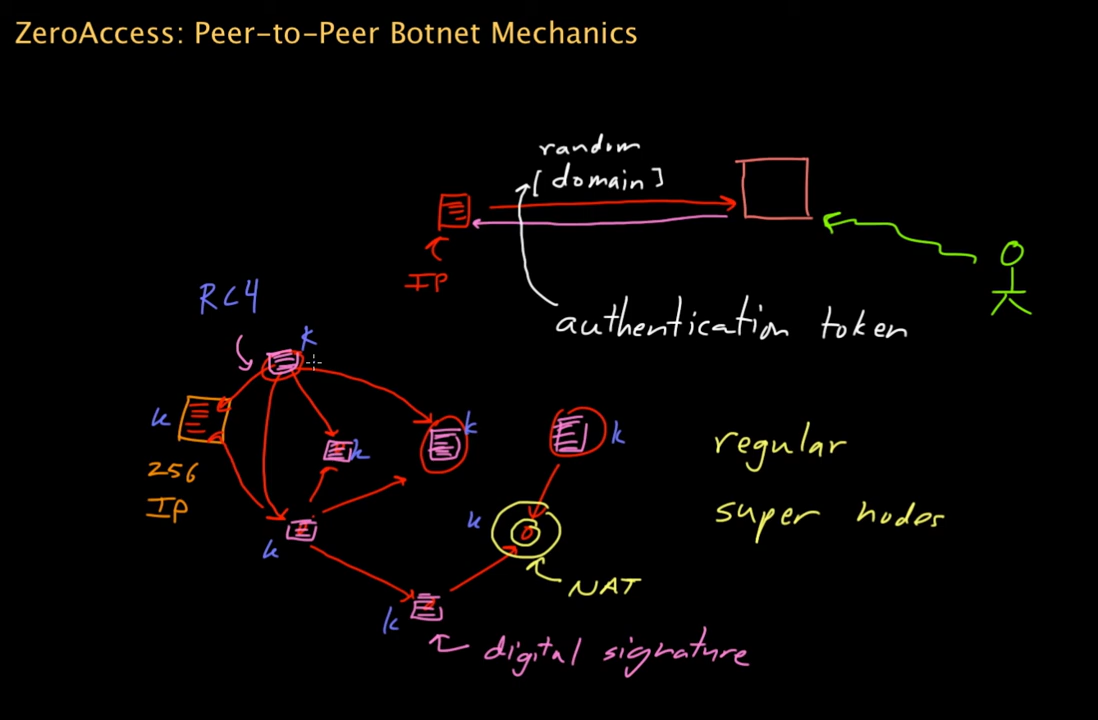 ZeroAccess: Peer-to-Peer Botnet Mechanics
random
[domain]
IP
authentication token
RC4
k
k
k
k
k
256
IP
regular
super nodes
k
k
NAT
k
digital signature